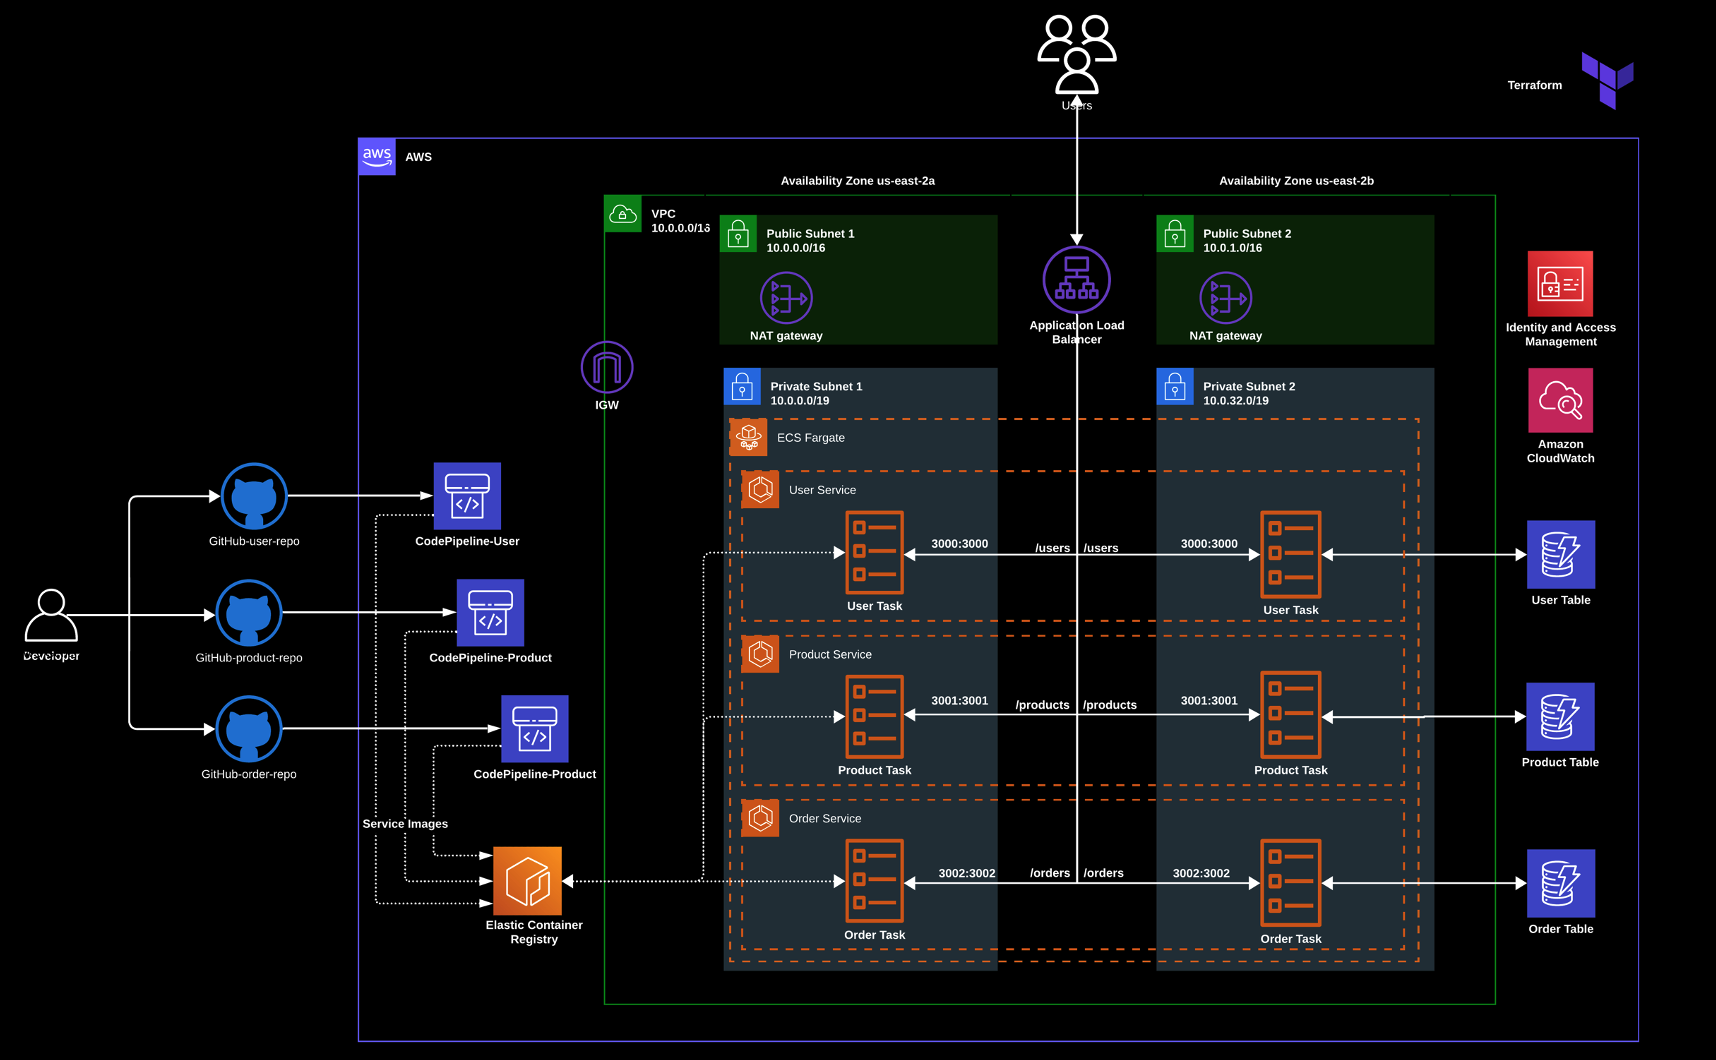 Users
Terraform
aws
AWS
Availability Zone us-east-2a
Availability Zone us-east-2b
VPC
10.0.0.0/16
Public Subnet 1
10.0.0.0/16
Public Subnet 2
10.0.1.0/16
NAT gateway
Application Load
Balancer
NAT gateway
Identity and Access
Management
IGW
Private Subnet 1
10.0.0.0/19
Private Subnet 2
10.0.32.0/19
Amazon
CloudWatch
ECS Fargate
User Service
GitHub-user-repo
CodePipeline-User
3000:3000
/users
/users
3000:3000
User Task
User Task
User Table
Developer
GitHub-product-repo
CodePipeline-Product
Product Service
3001:3001
/products
/products
3001:3001
Product Task
Product Task
Product Table
GitHub-order-repo
CodePipeline-Product
Service Images
Order Service
3002:3002
/orders
/orders
3002:3002
Order Task
Order Task
Order Table
Elastic Container
Registry